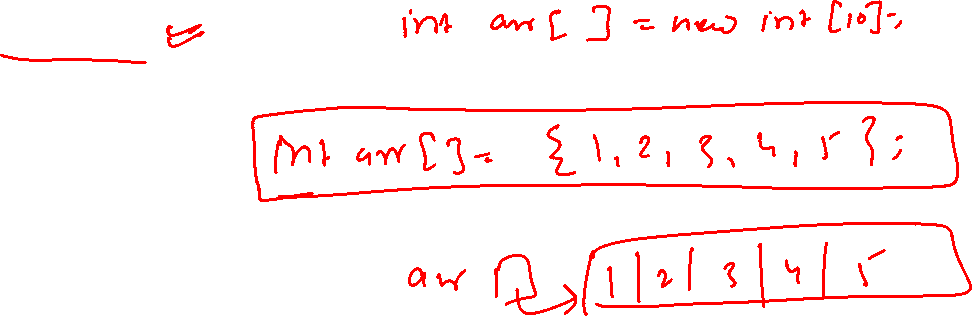 int arr[ ] = new int [10];
int arr[ ] = { 1, 2, 3, 4, 5 };
arr 1 | 2 | 3 | 4 | 5